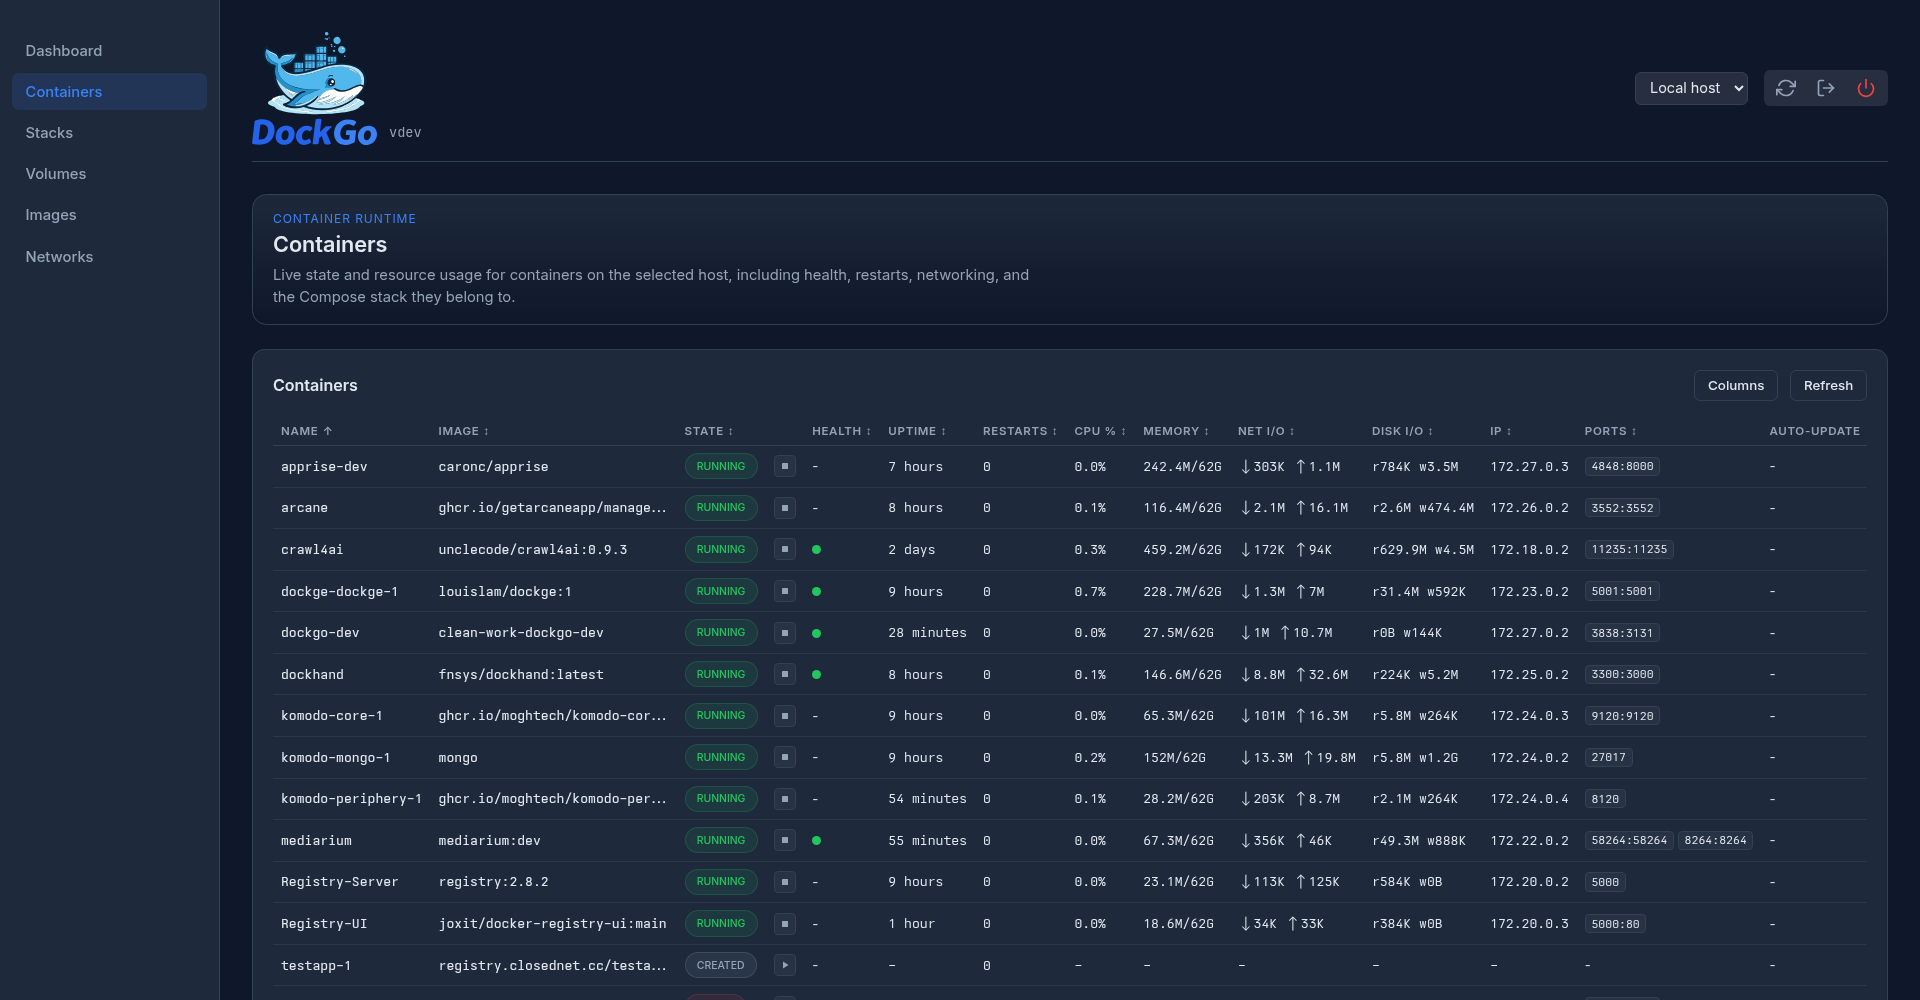 Dashboard
Containers
Stacks
Volumes
Images
Networks
DockGo vdev
Local host
CONTAINER RUNTIME
Containers
Live state and resource usage for containers on the selected host, including health, restarts, networking, and
the Compose stack they belong to.
Containers
Columns Refresh
NAME ↑ IMAGE ↕ STATE ↕ HEALTH ↕ UPTIME ↕ RESTARTS ↕ CPU % ↕ MEMORY ↕ NET I/O ↕ DISK I/O ↕ IP ↕ PORTS ↕ AUTO-UPDATE
apprise-dev caronc/apprise RUNNING - 7 hours 0 0.0% 242.4M/62G ↓303K ↑1.1M r784K w3.5M 172.27.0.3 4848:8000 -
arcane ghcr.io/getarcaneapp/manage... RUNNING - 8 hours 0 0.1% 116.4M/62G ↓2.1M ↑16.1M r2.6M w474.4M 172.26.0.2 3552:3552 -
crawl4ai unclecode/crawl4ai:0.9.3 RUNNING 2 days 0 0.3% 459.2M/62G ↓172K ↑94K r629.9M w4.5M 172.18.0.2 11235:11235 -
dockge-dockge-1 louislam/dockge:1 RUNNING 9 hours 0 0.7% 228.7M/62G ↓1.3M ↑7M r31.4M w592K 172.23.0.2 5001:5001 -
dockgo-dev clean-work-dockgo-dev RUNNING 28 minutes 0 0.0% 27.5M/62G ↓1M ↑10.7M r0B w144K 172.27.0.2 3838:3131 -
dockhand fnsys/dockhand:latest RUNNING 8 hours 0 0.1% 146.6M/62G ↓8.8M ↑32.6M r224K w5.2M 172.25.0.2 3300:3000 -
komodo-core-1 ghcr.io/moghtech/komodo-cor... RUNNING - 9 hours 0 0.0% 65.3M/62G ↓101M ↑16.3M r5.8M w264K 172.24.0.3 9120:9120 -
komodo-mongo-1 mongo RUNNING - 9 hours 0 0.2% 152M/62G ↓13.3M ↑19.8M r5.8M w1.2G 172.24.0.2 27017 -
komodo-periphery-1 ghcr.io/moghtech/komodo-per... RUNNING - 54 minutes 0 0.1% 28.2M/62G ↓203K ↑8.7M r2.1M w264K 172.24.0.4 8120 -
mediarium mediarium:dev RUNNING 55 minutes 0 0.0% 67.3M/62G ↓356K ↑46K r49.3M w888K 172.22.0.2 58264:58264 8264:8264 -
Registry-Server registry:2.8.2 RUNNING - 9 hours 0 0.0% 23.1M/62G ↓113K ↑125K r584K w0B 172.20.0.2 5000 -
Registry-UI joxit/docker-registry-ui:main RUNNING - 1 hour 0 0.0% 18.6M/62G ↓34K ↑33K r384K w0B 172.20.0.3 5000:80 -
testapp-1 registry.closednet.cc/testa... CREATED - – 0 – – – – – - -